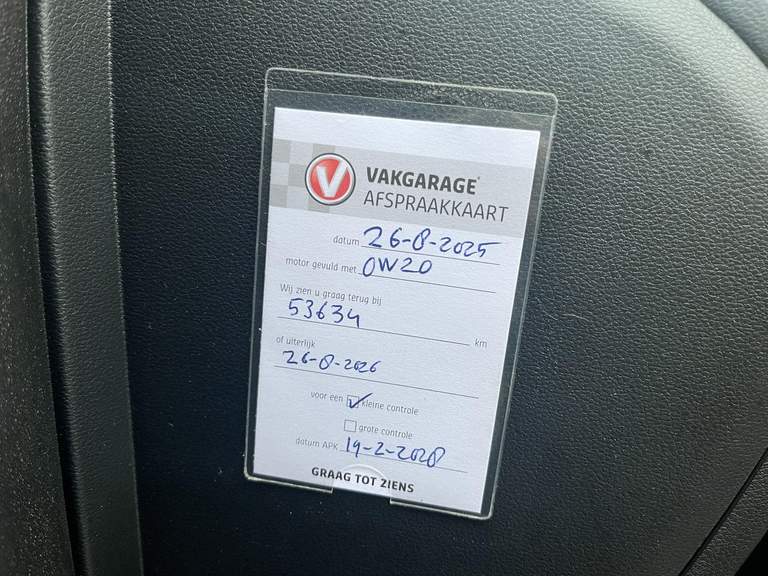 V VAKGARAGE
AFSPRAAKKAART
datum 26-8-2025
motor gevuld met 0W20
Wij zien u graag terug bij
53634 km
of uiterlijk
26-8-2026
voor een kleine controle
grote controle
datum APK 19-2-2028
GRAAG TOT ZIENS